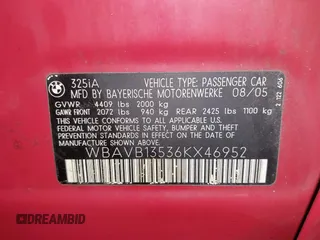 BMW
325iA VEHICLE TYPE: PASSENGER CAR
MFD BY BAYERISCHE MOTORENWERKE 08/05
GVWR 4409 lbs 2000 kg
GAWR FRONT 2072 lbs 940 kg REAR 2425 lbs 1100 kg
THIS VEHICLE CONFORMS TO ALL APPLICABLE
FEDERAL MOTOR VEHICLE SAFETY, BUMPER, AND THEFT
PREVENTION STANDARDS IN EFFECT ON THE DATE OF
MANUFACTURE SHOWN ABOVE.
WBAVB13536KX46952
DREAMBID